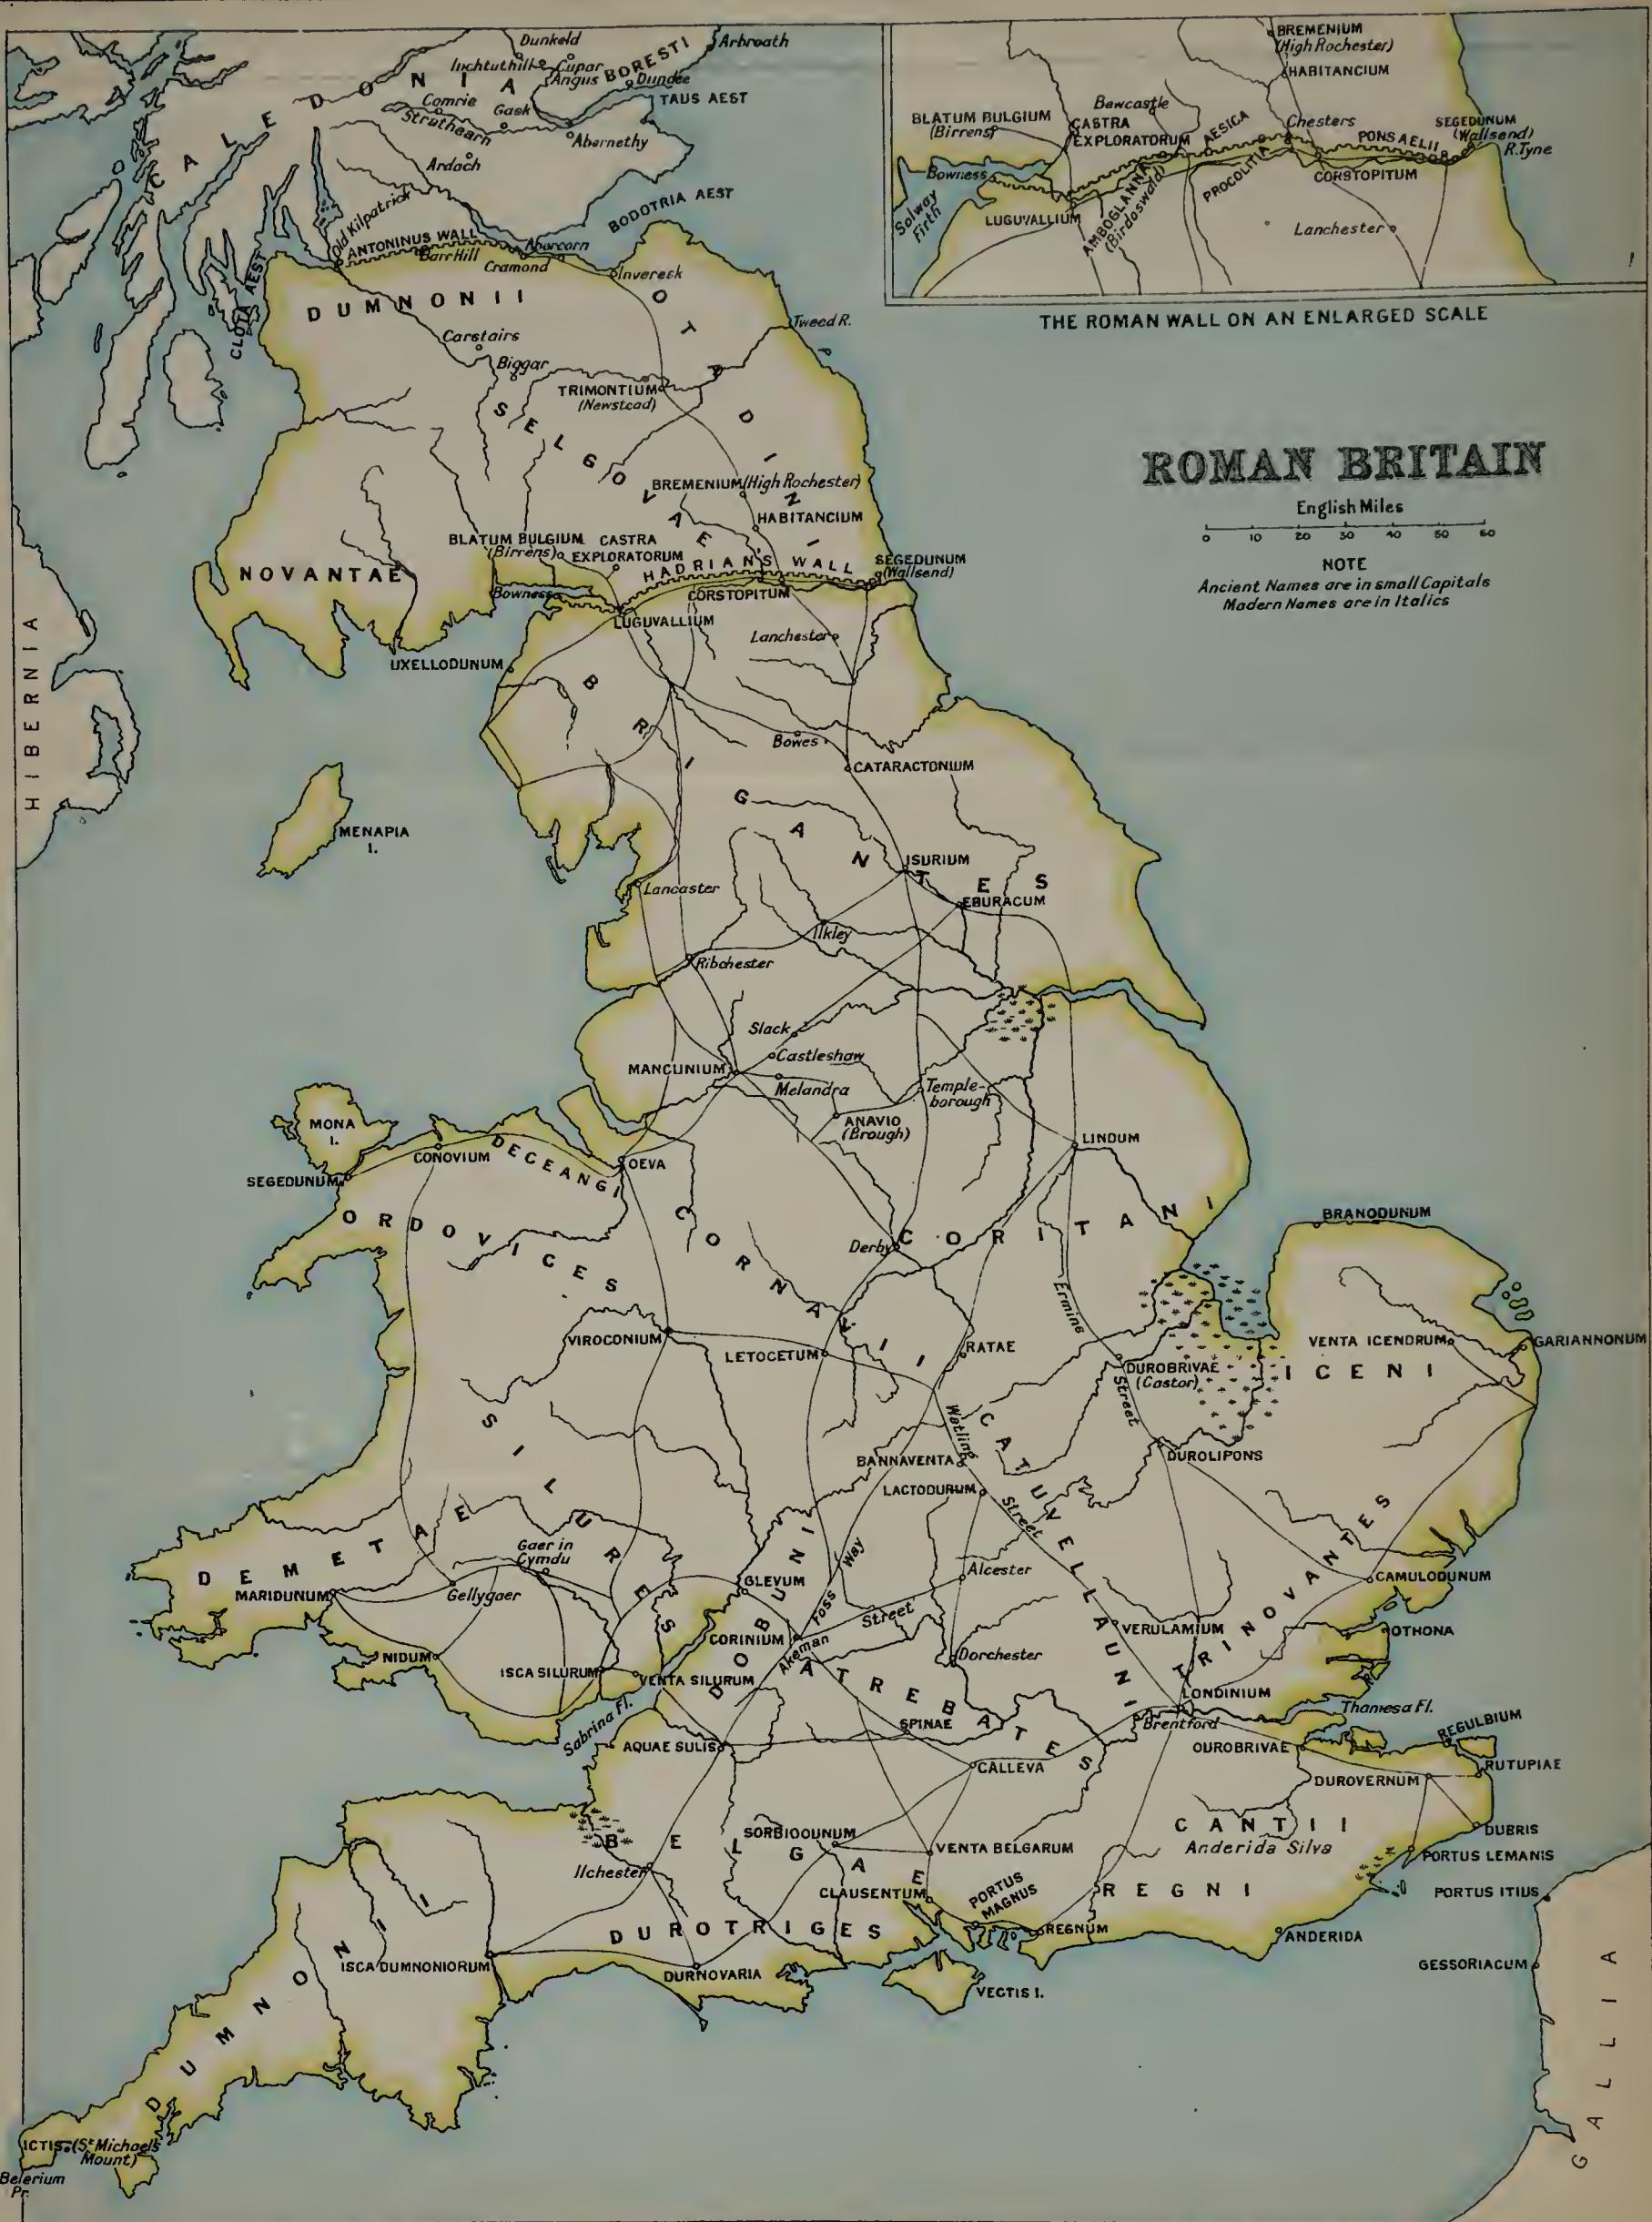 Dunkeld
Arbroath
Inchtuthill
Cupar
Angus
BORESTI
Dundee
CALEDONIA
TAUS AEST
Comrie
Gask
Strathearn
Abernethy
Ardoch
BODOTRIA AEST
Old Kilpatrick
ANTONINUS WALL
Abercorn
Barr Hill
Cramond
Inveresk
CLOTA AEST
DUMNONII
OTADINI
Tweed R.
Carstairs
Biggar
TRIMONTIUM
(Newstead)
SELGOVAE
BREMENIUM (High Rochester)
HABITANCIUM
BLATUM BULGIUM
(Birrens)
CASTRA
EXPLORATORUM
HADRIAN'S WALL
SEGEDUNUM
(Wallsend)
NOVANTAE
Bowness
CORSTOPITUM
LUGUVALLIUM
Lanchester
UXELLODUNUM
HIBERNIA
BREMENIUM
(High Rochester)
HABITANCIUM
BLATUM BULGIUM
(Birrens)
Bewcastle
CASTRA
EXPLORATORUM
AESICA
Chesters
PONS AELII
SEGEDUNUM
(Wallsend)
R. Tyne
Bowness
PROCOLITIA
CORSTOPITUM
Solway
Firth
LUGUVALLIUM
AMBOGLANNA
(Birdoswald)
Lanchester
THE ROMAN WALL ON AN ENLARGED SCALE
ROMAN BRITAIN
English Miles
0 10 20 30 40 50 60
NOTE
Ancient Names are in small Capitals
Modern Names are in Italics
BRIGANTES
Bowes
CATARACTONIUM
MENAPIA
I.
ISURIUM
EBURACUM
Lancaster
Ilkley
Ribchester
Slack
Castleshaw
MANCUNIUM
Melandra
Temple-
borough
ANAVIO
(Brough)
MONA
I.
LINDUM
CONOVIUM
DECEANGI
DEVA
SEGEDUNUM
ORDOVICES
CORNAVII
CORITANI
BRANODUNUM
Derby
Ermine
Street
VIROCONIUM
LETOCETUM
RATAE
DUROBRIVAE
(Castor)
VENTA ICENORUM
GARIANNONUM
ICENI
SILURES
Watling
Street
CATUVELLAUNI
BANNAVENTA
DUROLIPONS
LACTODURUM
TRINOVANTES
DEMETAE
Gaer in
Cymdu
MARIDUNUM
Gellygaer
GLEVUM
DOBUNI
Foss Way
Alcester
CAMULODUNUM
CORINIUM
Akeman Street
VERULAMIUM
OTHONA
NIDUM
ISCA SILURUM
VENTA SILURUM
Dorchester
ATREBATES
LONDINIUM
Brentford
Thamesa Fl.
Sabrina Fl.
AQUAE SULIS
SPINAE
CALLEVA
OUROBRIVAE
REGULBIUM
RUTUPIAE
DUROVERNUM
CANTII
Anderida Silva
BELGAE
SORBIODUNUM
VENTA BELGARUM
DUBRIS
PORTUS LEMANIS
Ilchester
CLAUSENTUM
PORTUS
MAGNUS
REGNI
PORTUS ITIUS
DUROTRIGES
REGNUM
ANDERIDA
ISCA DUMNONIORUM
DURNOVARIA
VECTIS I.
GESSORIACUM
GALLIA
DUMNONII
ICTIS (St. Michaels
Mount)
Belerium
Pr.